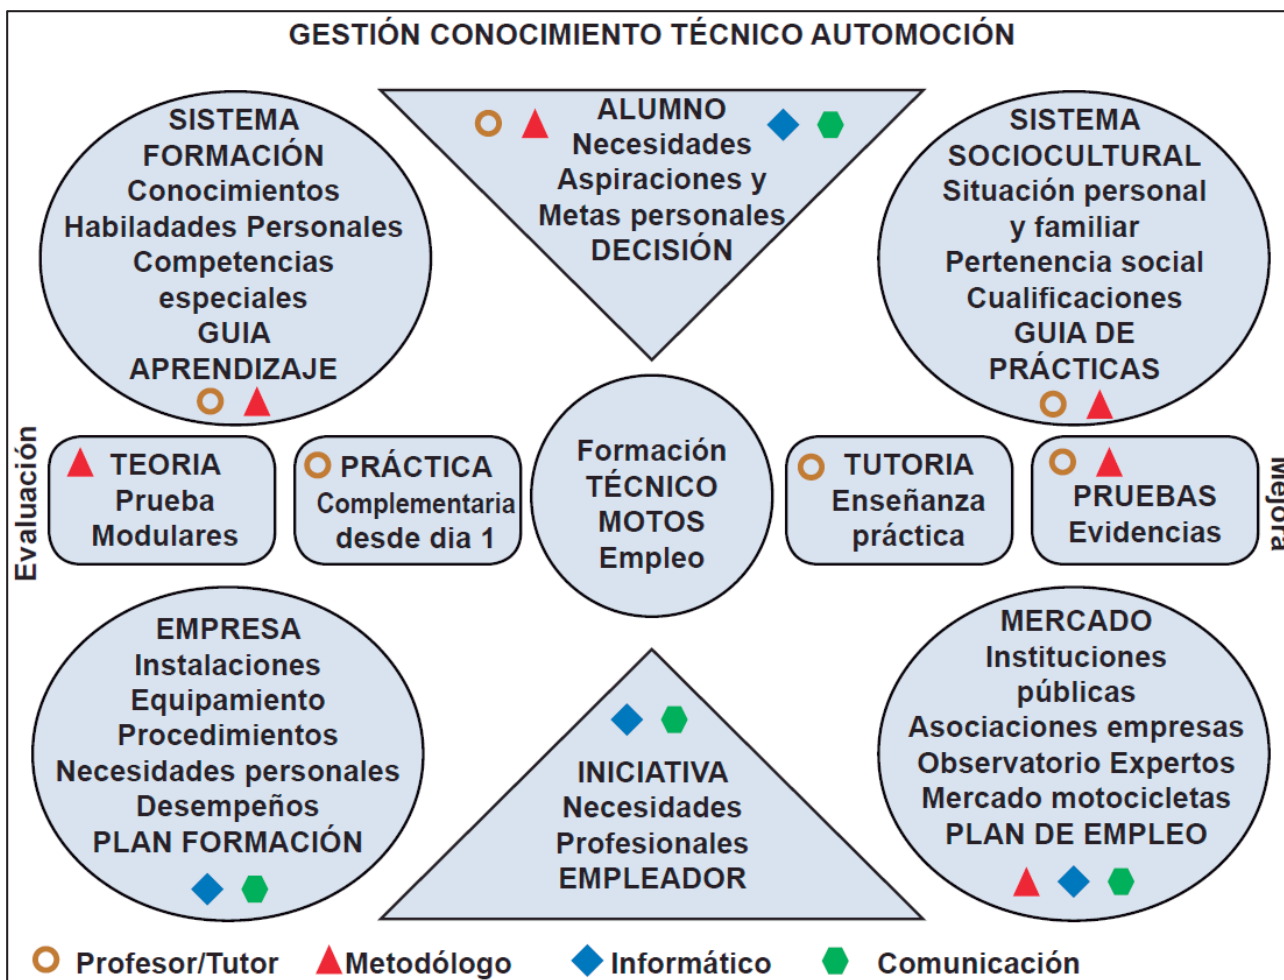 GESTIÓN CONOCIMIENTO TÉCNICO AUTOMOCIÓN
SISTEMA
FORMACIÓN
Conocimientos
Habiladades Personales
Competencias
especiales
GUIA
APRENDIZAJE
ALUMNO
Necesidades
Aspiraciones y
Metas personales
DECISIÓN
SISTEMA
SOCIOCULTURAL
Situación personal
y familiar
Pertenencia social
Cualificaciones
GUIA DE
PRÁCTICAS
Evaluación
TEORIA
Prueba
Modulares
PRÁCTICA
Complementaria
desde dia 1
Formación
TÉCNICO
MOTOS
Empleo
TUTORIA
Enseñanza
práctica
PRUEBAS
Evidencias
Mejora
EMPRESA
Instalaciones
Equipamiento
Procedimientos
Necesidades personales
Desempeños
PLAN FORMACIÓN
INICIATIVA
Necesidades
Profesionales
EMPLEADOR
MERCADO
Instituciones
públicas
Asociaciones empresas
Observatorio Expertos
Mercado motocicletas
PLAN DE EMPLEO
Profesor/Tutor
Metodólogo
Informático
Comunicación